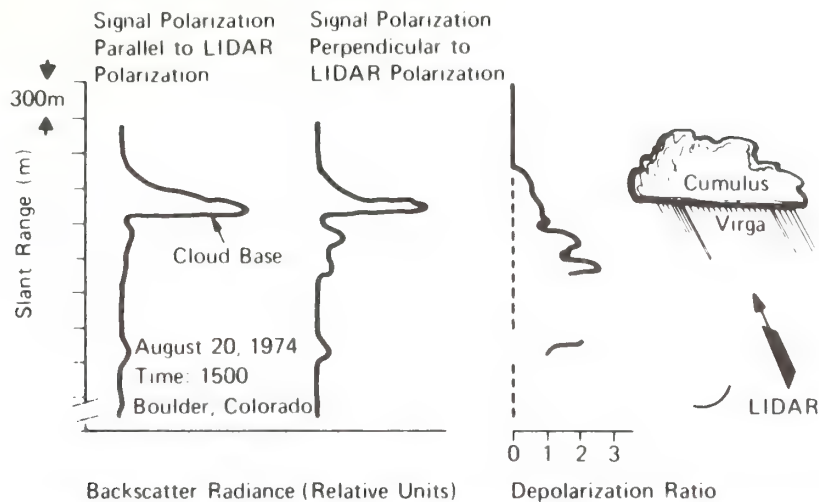 Signal Polarization
Parallel to LIDAR
Polarization
Signal Polarization
Perpendicular to
LIDAR Polarization
300m
Slant Range (m)
Cloud Base
August 20, 1974
Time: 1500
Boulder, Colorado
Cumulus
Virga
LIDAR
0 1 2 3
Backscatter Radiance (Relative Units)
Depolarization Ratio